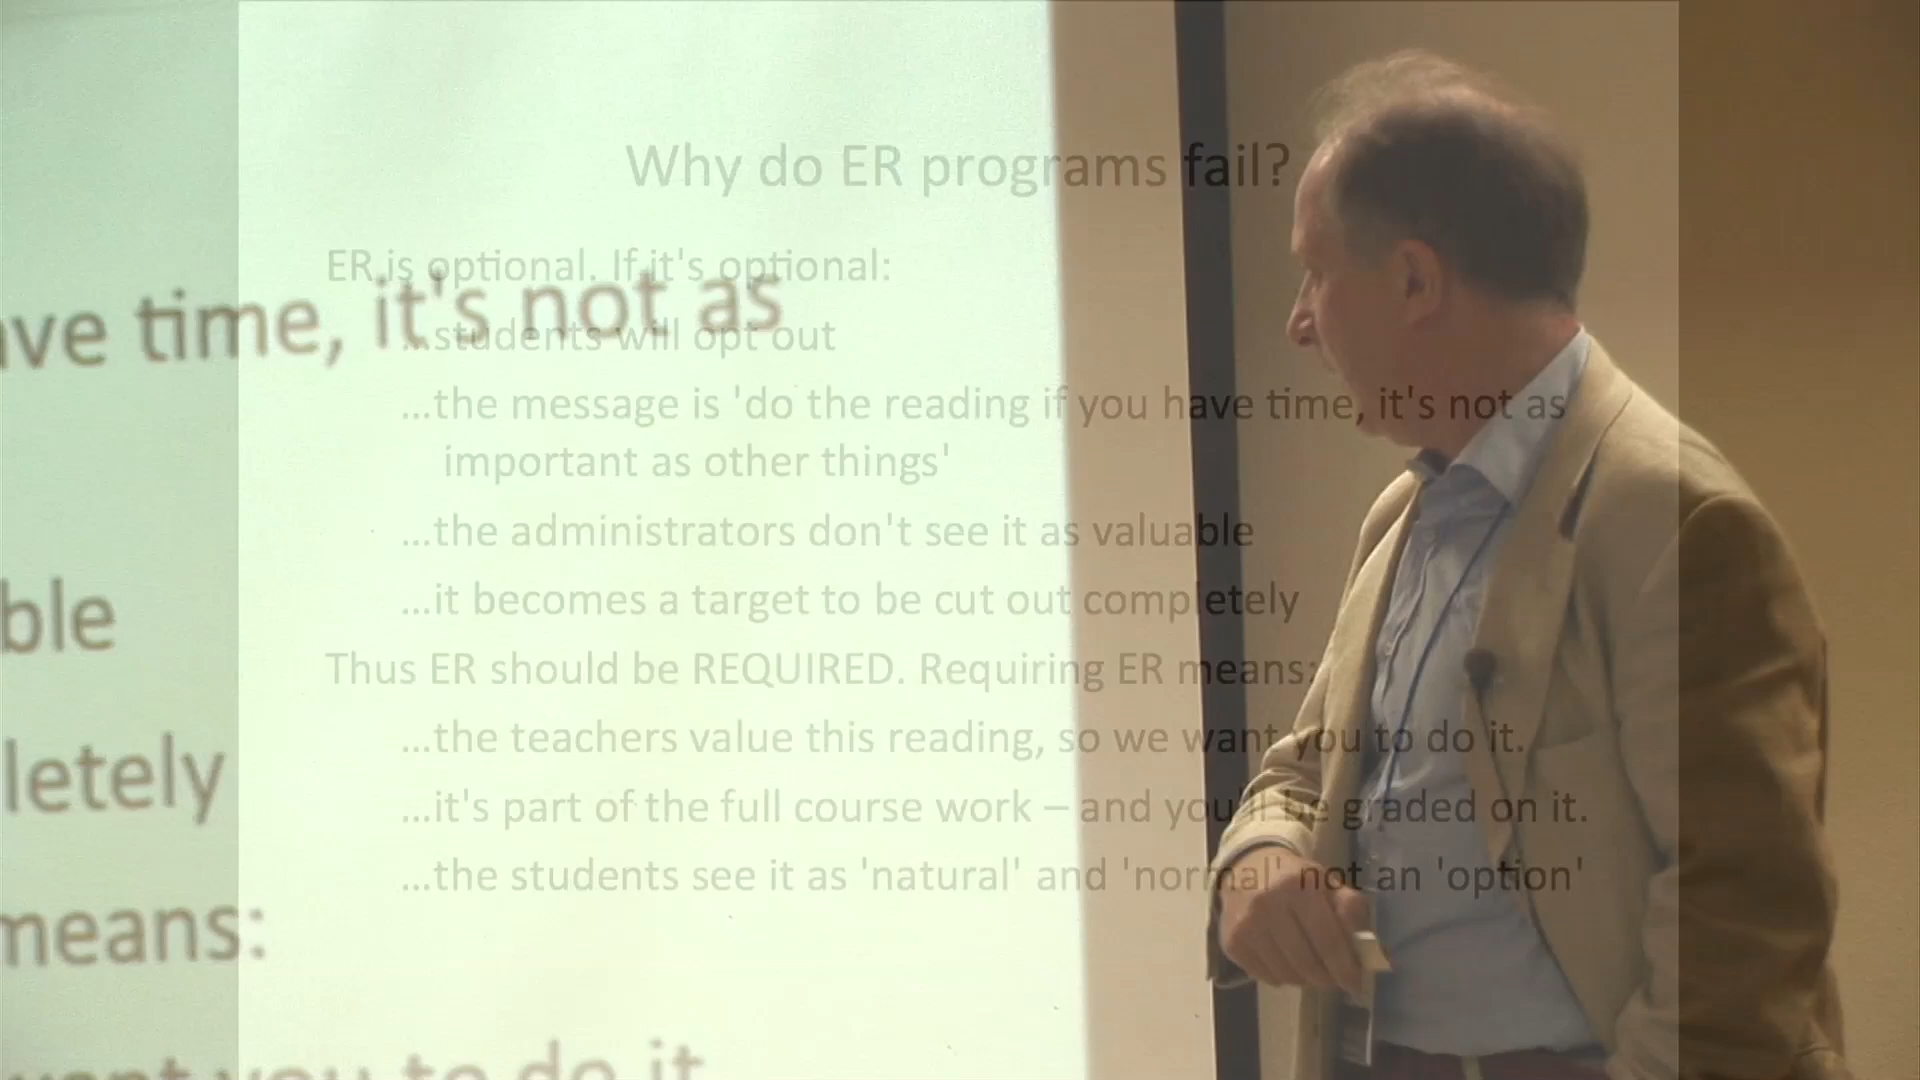 Why do ER programs fail?
ER is optional. If it's optional:
...students will opt out
...the message is 'do the reading if you have time, it's not as
important as other things'
...the administrators don't see it as valuable
...it becomes a target to be cut out completely
Thus ER should be REQUIRED. Requiring ER means:
...the teachers value this reading, so we want you to do it.
...it's part of the full course work – and you'll be graded on it.
...the students see it as 'natural' and 'normal' not an 'option'
ave time, it's not as
ble
letely
means:
want you to do it